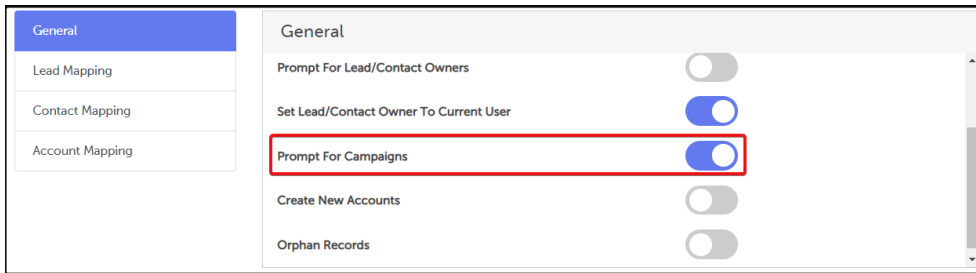 General
Lead Mapping
Contact Mapping
Account Mapping
General
Prompt For Lead/Contact Owners
Set Lead/Contact Owner To Current User
Prompt For Campaigns
Create New Accounts
Orphan Records